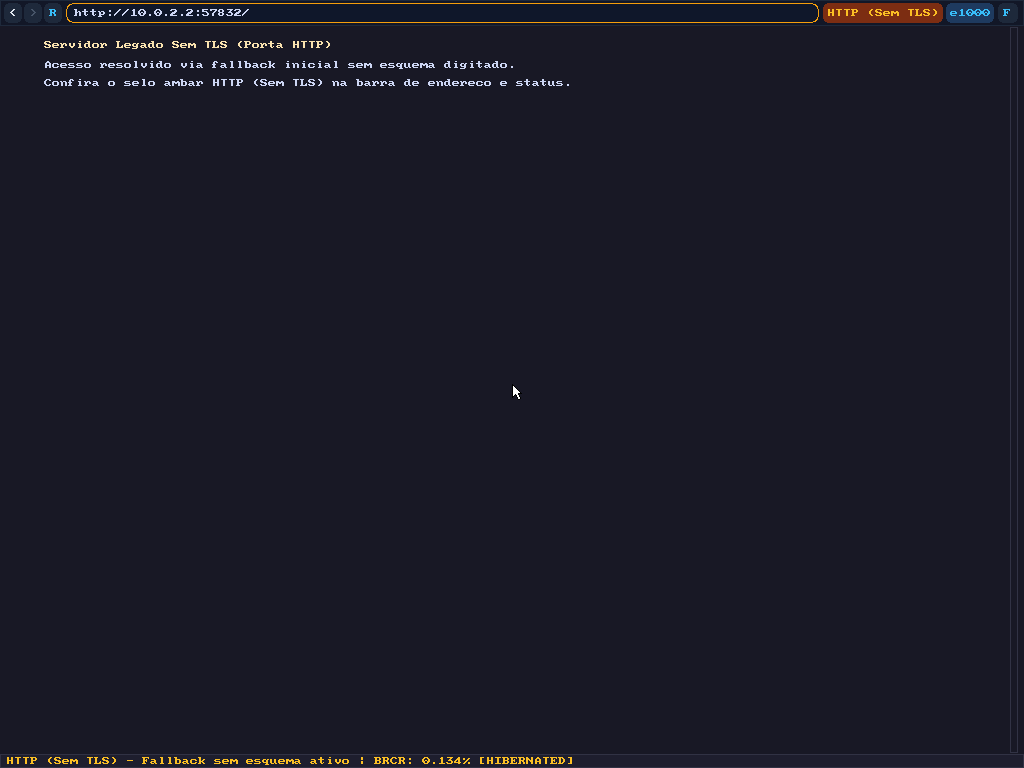 < > R http://10.0.2.2:57832/ HTTP (Sem TLS) e1000 F
Servidor Legado Sem TLS (Porta HTTP)
Acesso resolvido via fallback inicial sem esquema digitado.
Confira o selo ambar HTTP (Sem TLS) na barra de endereco e status.
HTTP (Sem TLS) - Fallback sem esquema ativo ¦ BRCR: 0.134% [HIBERNATED]